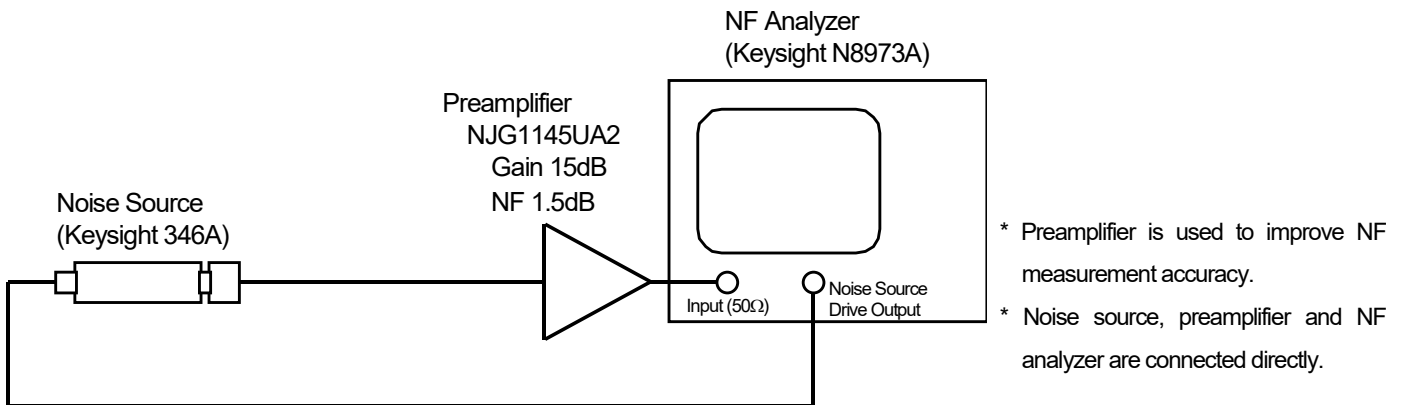 NF Analyzer
(Keysight N8973A)
Preamplifier
NJG1145UA2
Gain 15dB
NF 1.5dB
Noise Source
(Keysight 346A)
Input (50Ω)
Noise Source
Drive Output
* Preamplifier is used to improve NF
measurement accuracy.
* Noise source, preamplifier and NF
analyzer are connected directly.